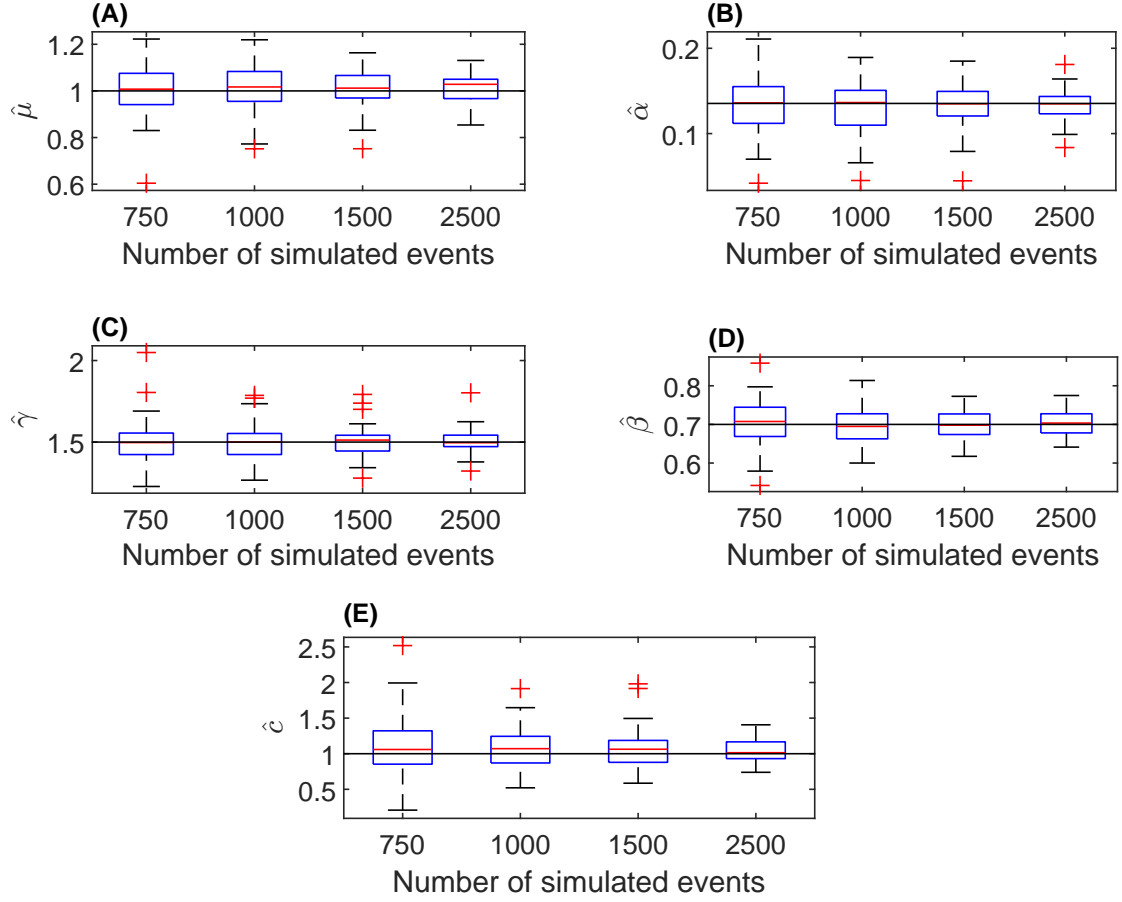 (A)
1.2
1
0.8
0.6
μ̂
750 1000 1500 2500
Number of simulated events
(B)
0.2
0.1
α̂
750 1000 1500 2500
Number of simulated events
(C)
2
1.5
γ̂
750 1000 1500 2500
Number of simulated events
(D)
0.8
0.7
0.6
β̂
750 1000 1500 2500
Number of simulated events
(E)
2.5
2
1.5
1
0.5
ĉ
750 1000 1500 2500
Number of simulated events